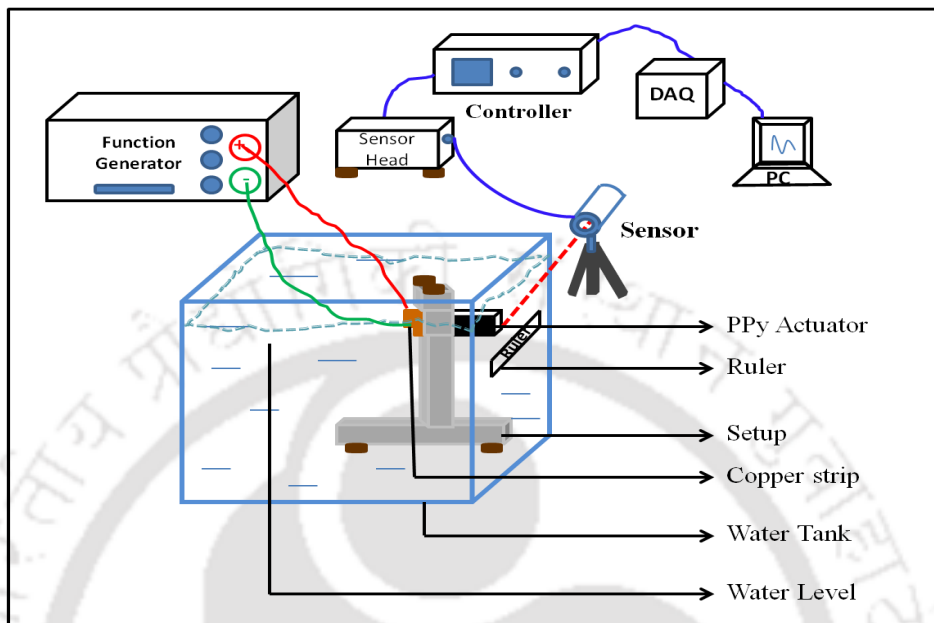 Function
Generator
+
-
Controller
Sensor
Head
DAQ
PC
Sensor
Ruler
PPy Actuator
Ruler
Setup
Copper strip
Water Tank
Water Level